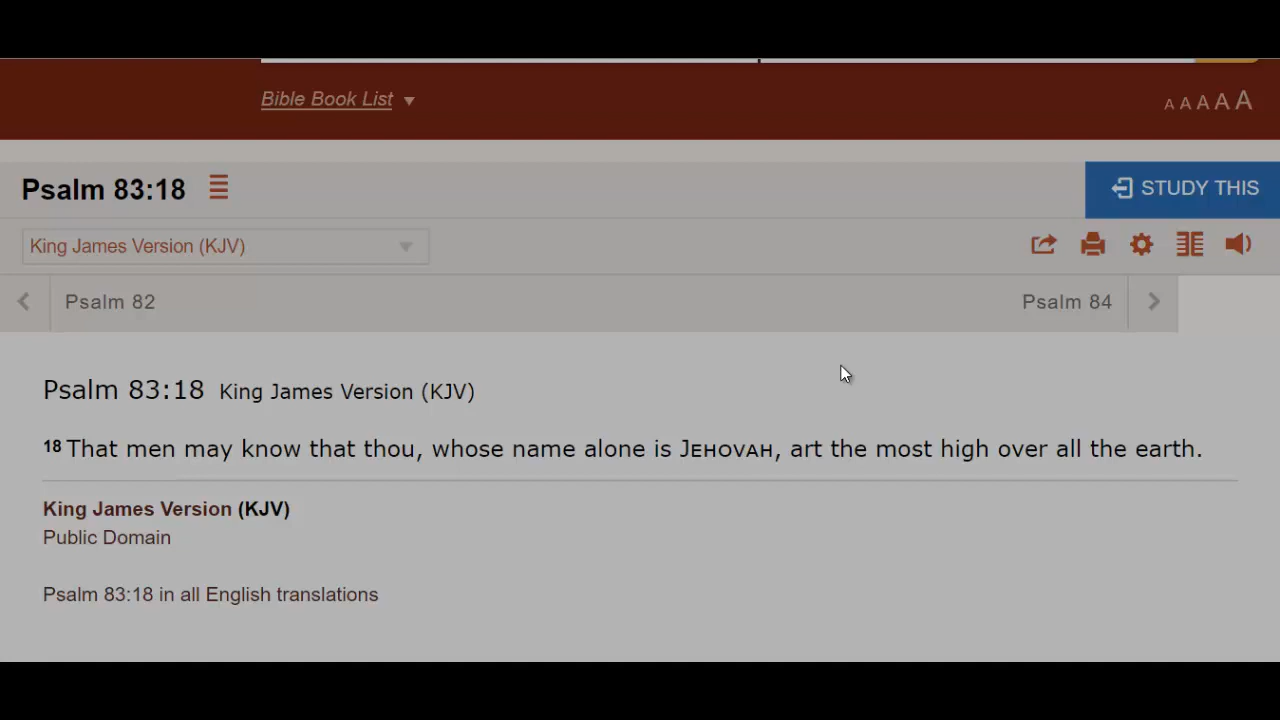 Bible Book List
A A A A A
Psalm 83:18
STUDY THIS
King James Version (KJV)
Psalm 82
Psalm 84
Psalm 83:18 King James Version (KJV)
18 That men may know that thou, whose name alone is JEHOVAH, art the most high over all the earth.
King James Version (KJV)
Public Domain
Psalm 83:18 in all English translations